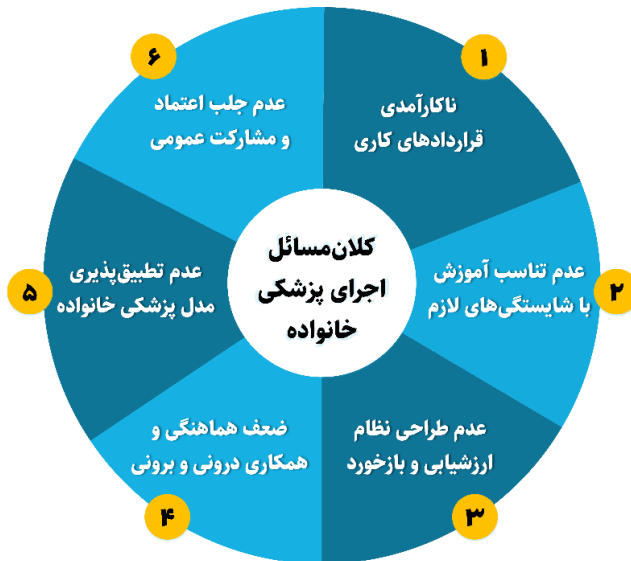 کلان‌مسائل
اجرای پزشکی
خانواده
۱
ناکارآمدی
قراردادهای کاری
۲
عدم تناسب آموزش
با شایستگی‌های لازم
۳
عدم طراحی نظام
ارزشیابی و بازخورد
۴
ضعف هماهنگی و
همکاری درونی و برونی
۵
عدم تطبیق‌پذیری
مدل پزشکی خانواده
۶
عدم جلب اعتماد
و مشارکت عمومی